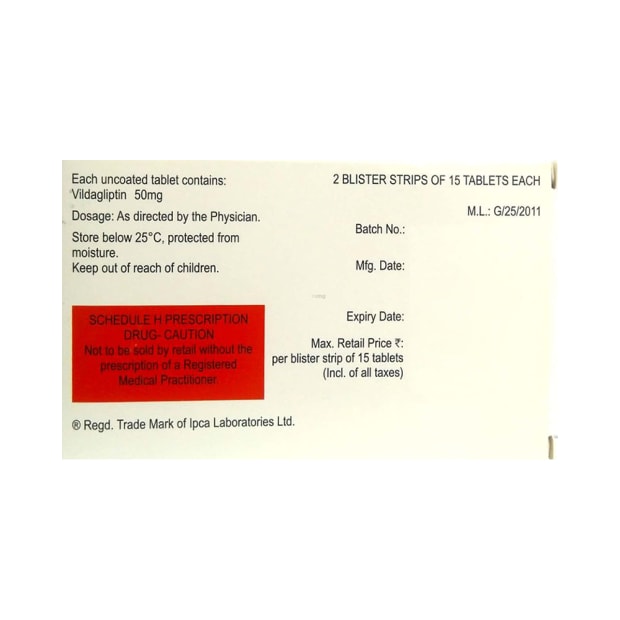 Each uncoated tablet contains:
Vildagliptin 50mg
Dosage: As directed by the Physician.
Store below 25°C, protected from
moisture.
Keep out of reach of children.
SCHEDULE H PRESCRIPTION
DRUG- CAUTION
Not to be sold by retail without the
prescription of a Registered
Medical Practitioner.
® Regd. Trade Mark of Ipca Laboratories Ltd.
2 BLISTER STRIPS OF 15 TABLETS EACH
M.L.: G/25/2011
Batch No.:
Mfg. Date:
Expiry Date:
Max. Retail Price ₹:
per blister strip of 15 tablets
(Incl. of all taxes)